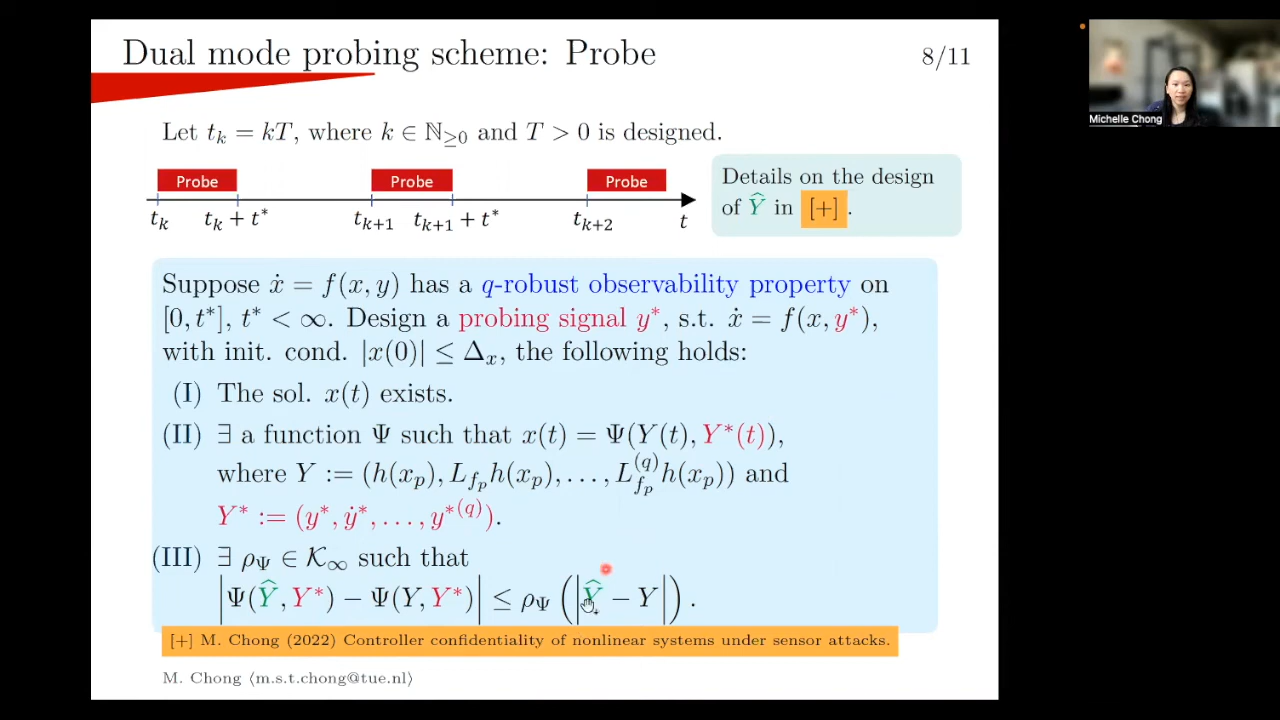 Dual mode probing scheme: Probe
8/11
Let t_k = kT, where k ∈ ℕ_{≥0} and T > 0 is designed.
Probe Probe Probe
t_k t_k + t* t_{k+1} t_{k+1} + t* t_{k+2} t
Details on the design
of Ŷ in [+] .
Suppose ẋ = f(x, y) has a q-robust observability property on
[0, t*], t* < ∞. Design a probing signal y*, s.t. ẋ = f(x, y*),
with init. cond. |x(0)| ≤ Δ_x, the following holds:
(I) The sol. x(t) exists.
(II) ∃ a function Ψ such that x(t) = Ψ(Y(t), Y*(t)),
where Y := (h(x_p), L_{f_p}h(x_p), . . . , L_{f_p}^{(q)}h(x_p)) and
Y* := (y*, ẏ*, . . . , y*^{(q)}).
(III) ∃ ρ_Ψ ∈ 𝒦_∞ such that
|Ψ(Ŷ, Y*) − Ψ(Y, Y*)| ≤ ρ_Ψ (|Ŷ − Y|) .
[+] M. Chong (2022) Controller confidentiality of nonlinear systems under sensor attacks.
M. Chong ⟨m.s.t.chong@tue.nl⟩
Michelle Chong